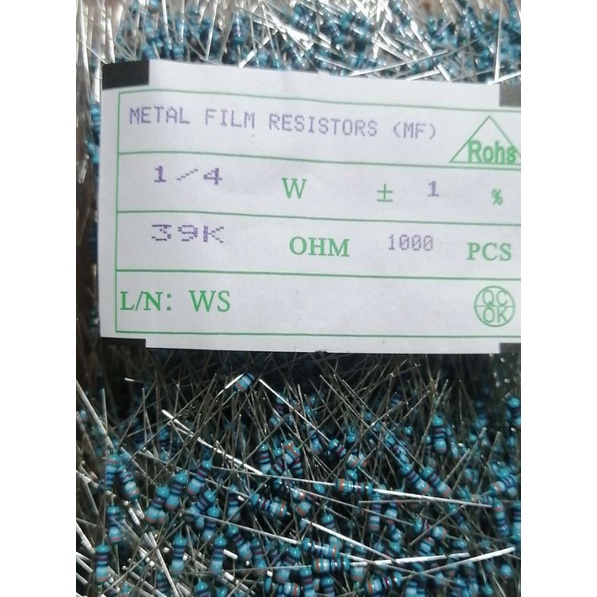 METAL FILM RESISTORS (MF)
Rohs
1/4 W ± 1 %
39K OHM 1000 PCS
L/N: WS
QC
OK